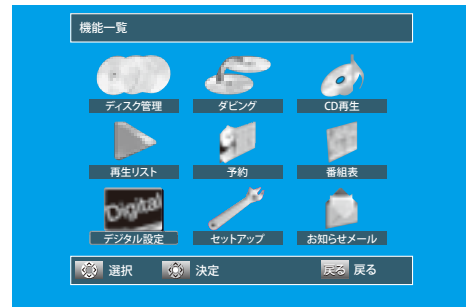 機能一覧
ディスク管理 ダビング CD再生
再生リスト 予約 番組表
Digital
デジタル設定 セットアップ お知らせメール
選択 決定 戻る 戻る